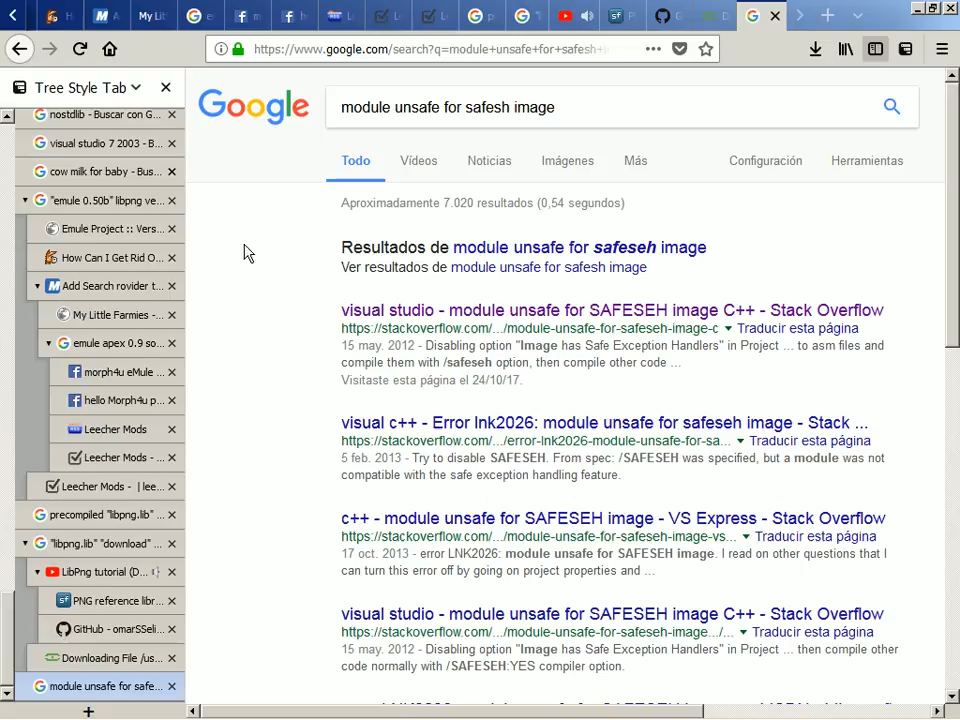 M A
My Lit
e
m
h
Le
Le
L
p
"l
P
G
D
https://www.google.com/search?q=module+unsafe+for+safesh+i
Tree Style Tab
nostdlib - Buscar con G...
visual studio 7 2003 - B...
cow milk for baby - Bus...
"emule 0.50b" libpng ve...
Emule Project :: Vers...
How Can I Get Rid O...
Add Search rovider t...
My Little Farmies - ...
emule apex 0.9 so...
morph4u eMule ...
hello Morph4u p...
Leecher Mods
Leecher Mods - ...
Leecher Mods - | lee...
precompiled "libpng.lib" ...
"libpng.lib" "download" ...
LibPng tutorial (D...
PNG reference libr...
GitHub - omarSSeli...
Downloading File /us...
module unsafe for safe...
Google
module unsafe for safesh image
Todo Vídeos Noticias Imágenes Más Configuración Herramientas
Aproximadamente 7.020 resultados (0,54 segundos)
Resultados de module unsafe for safeseh image
Ver resultados de module unsafe for safesh image
visual studio - module unsafe for SAFESEH image C++ - Stack Overflow
https://stackoverflow.com/.../module-unsafe-for-safeseh-image-c Traducir esta página
15 may. 2012 - Disabling option "Image has Safe Exception Handlers" in Project ... to asm files and
compile them with /safeseh option, then compile other code ...
Visitaste esta página el 24/10/17.
visual c++ - Error lnk2026: module unsafe for safeseh image - Stack ...
https://stackoverflow.com/.../error-lnk2026-module-unsafe-for-sa... Traducir esta página
5 feb. 2013 - Try to disable SAFESEH. From spec: /SAFESEH was specified, but a module was not
compatible with the safe exception handling feature.
c++ - module unsafe for SAFESEH image - VS Express - Stack Overflow
https://stackoverflow.com/.../module-unsafe-for-safeseh-image-vs... Traducir esta página
17 oct. 2013 - error LNK2026: module unsafe for SAFESEH image. I read on other questions that I
can turn this error off by going on project properties and ...
visual studio - module unsafe for SAFESEH image C++ - Stack Overflow
https://stackoverflow.com/.../module-unsafe-for-safeseh-image.../... Traducir esta página
15 may. 2012 - Disabling option "Image has Safe Exception Handlers" in Project ... then compile other
code normally with /SAFESEH:YES compiler option.